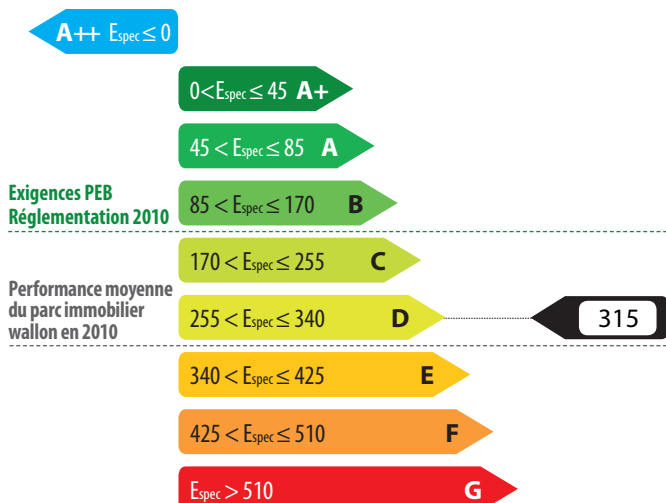 A++ Espec ≤ 0
0<Espec ≤ 45 A+
45 < Espec ≤ 85 A
Exigences PEB
Réglementation 2010
85 < Espec ≤ 170 B
170 < Espec ≤ 255 C
Performance moyenne
du parc immobilier
wallon en 2010
255 < Espec ≤ 340 D
315
340 < Espec ≤ 425 E
425 < Espec ≤ 510 F
Espec > 510 G